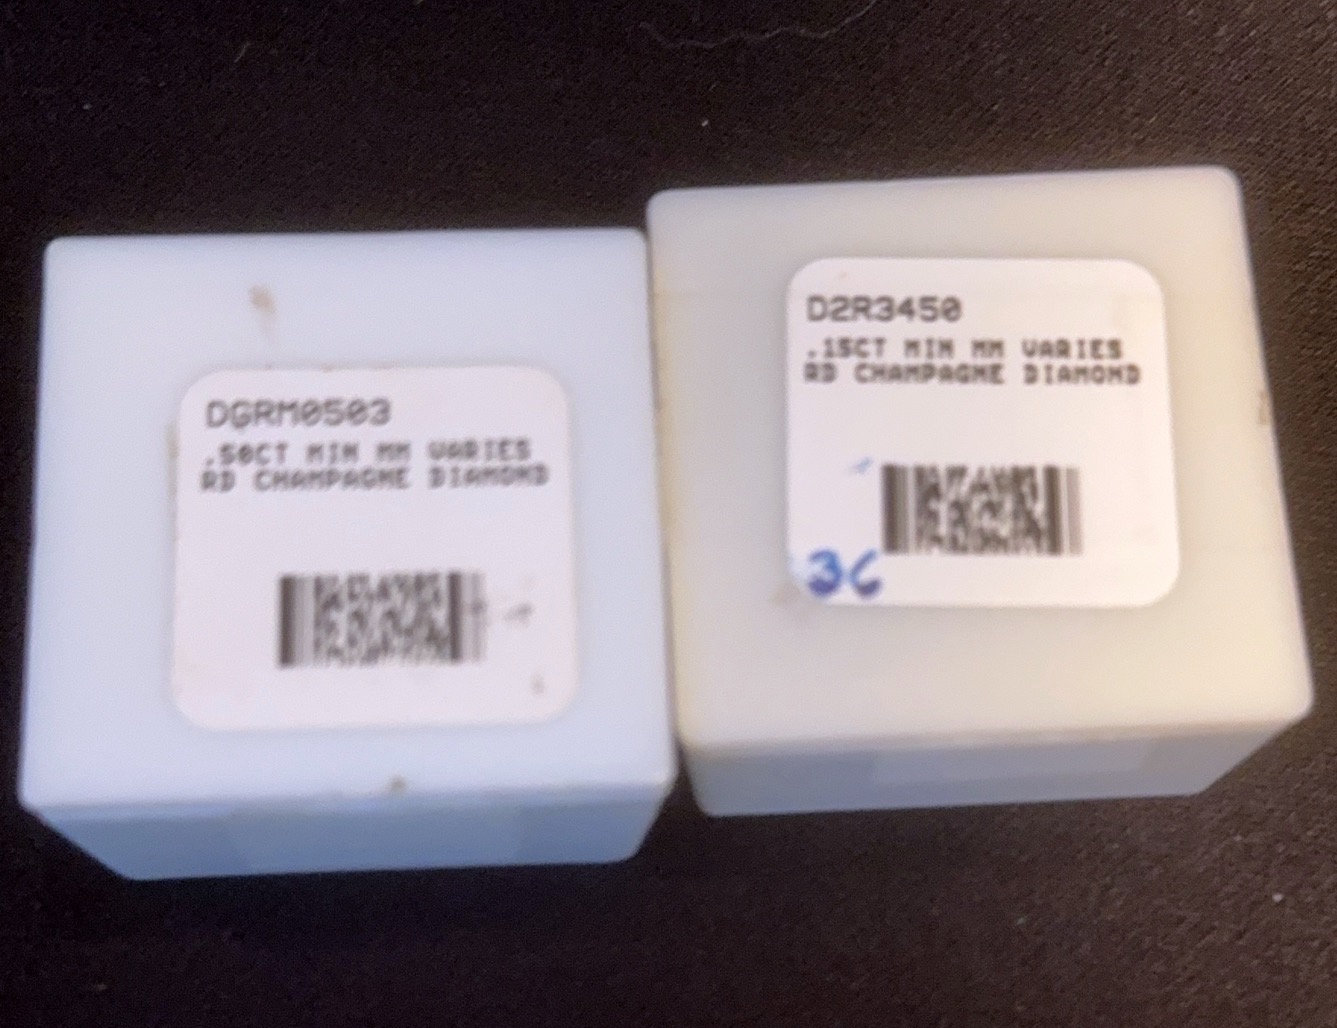 DGRM0503
.50CT MIN MM VARIES
RD CHAMPAGNE DIAMOND
D2R3450
.15CT MIN MM VARIES
RD CHAMPAGNE DIAMOND
36